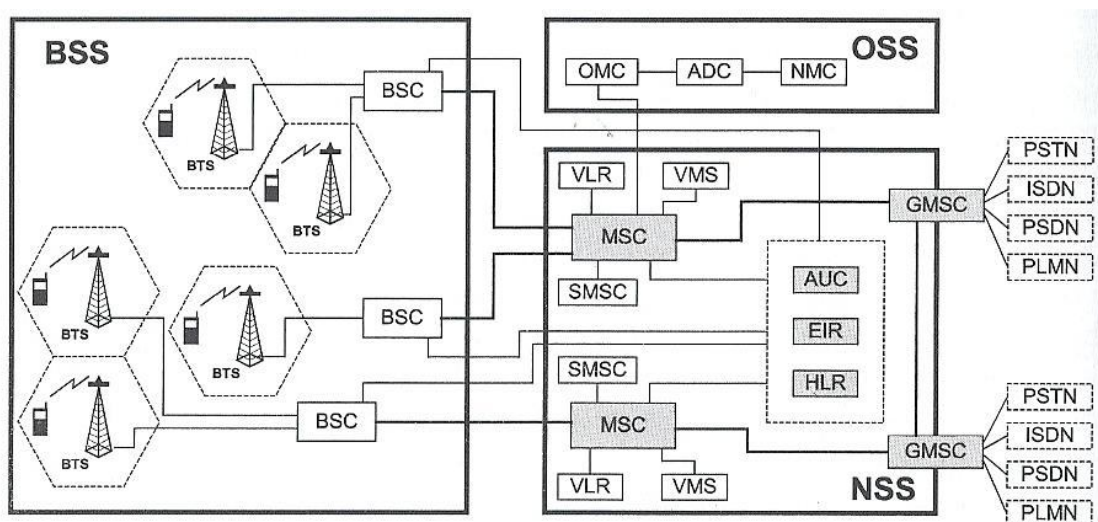 BSS
OSS
OMC
ADC
NMC
BSC
BTS
BTS
VLR
VMS
MSC
SMSC
GMSC
PSTN
ISDN
PSDN
PLMN
BTS
BTS
BSC
AUC
EIR
HLR
BTS
BSC
SMSC
MSC
VLR
VMS
GMSC
NSS
PSTN
ISDN
PSDN
PLMN